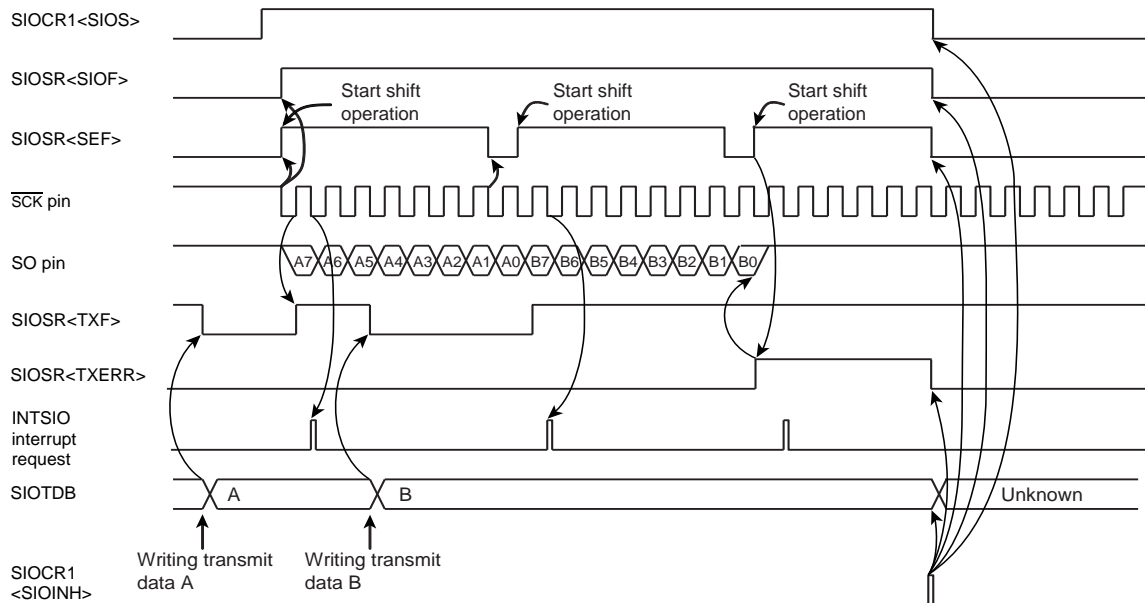 SIOCR1<SIOS>
SIOSR<SIOF>
Start shift
operation
Start shift
operation
Start shift
operation
SIOSR<SEF>
SCK pin
SO pin
A7 A6 A5 A4 A3 A2 A1 A0 B7 B6 B5 B4 B3 B2 B1 B0
SIOSR<TXF>
SIOSR<TXERR>
INTSIO
interrupt
request
SIOTDB
A
B
Unknown
Writing transmit
data A
Writing transmit
data B
SIOCR1
<SIOINH>